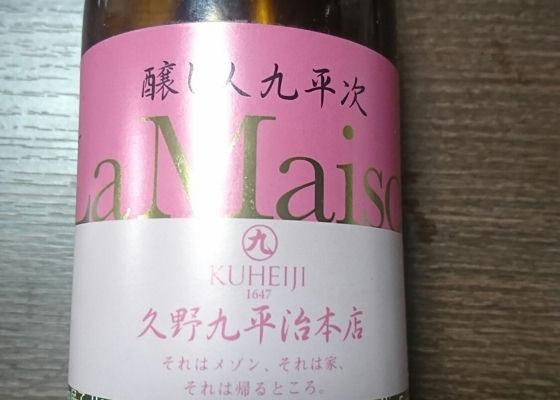 醸し人九平次
La Maiso
九
KUHEIJI
1647
久野九平治本店
それはメゾン、それは家、
それは帰るところ。